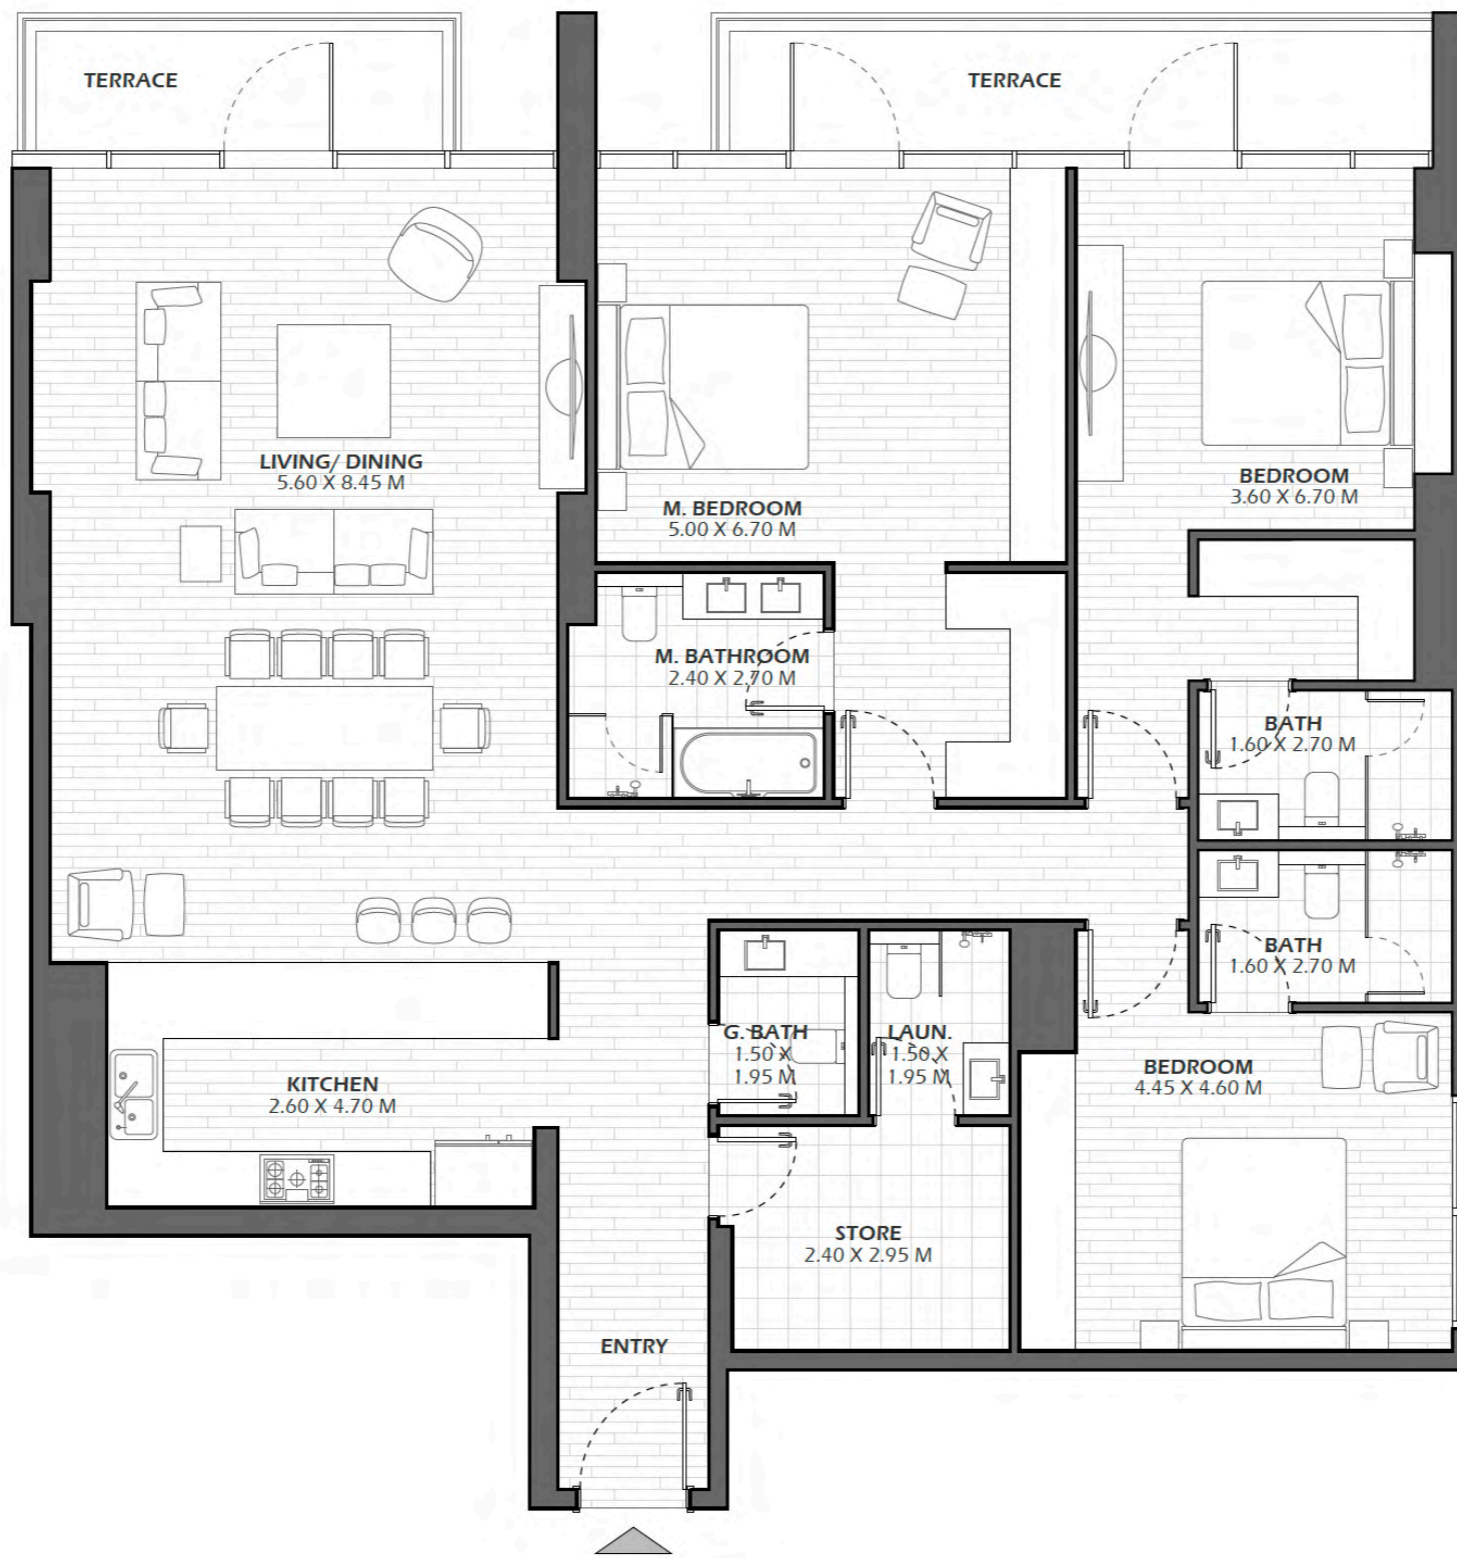 TERRACE
TERRACE
LIVING/ DINING
5.60 X 8.45 M
M. BEDROOM
5.00 X 6.70 M
BEDROOM
3.60 X 6.70 M
M. BATHROOM
2.40 X 2.70 M
BATH
1.60 X 2.70 M
BATH
1.60 X 2.70 M
G. BATH
1.50 X
1.95 M
LAUN.
1.50 X
1.95 M
BEDROOM
4.45 X 4.60 M
KITCHEN
2.60 X 4.70 M
STORE
2.40 X 2.95 M
ENTRY